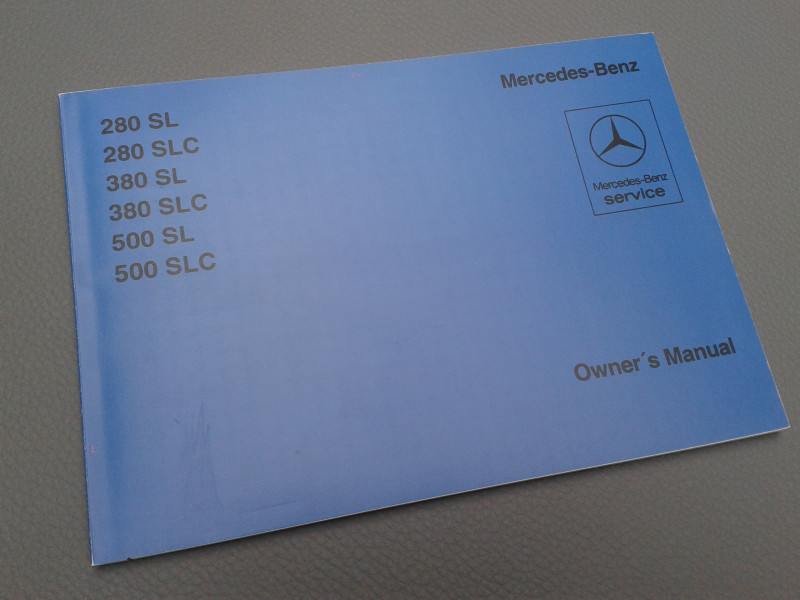 280 SL
280 SLC
380 SL
380 SLC
500 SL
500 SLC
Mercedes-Benz
Mercedes-Benz
service
Owner´s Manual